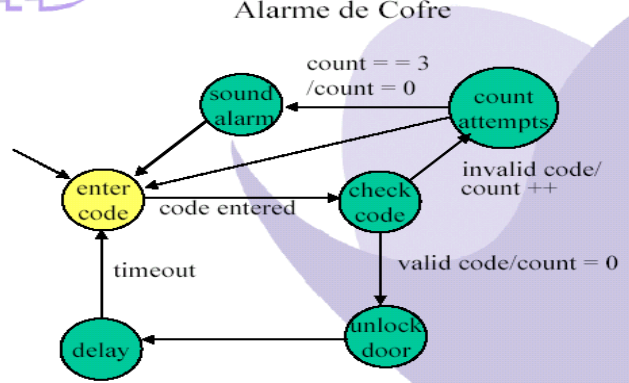 Alarme de Cofre
count = = 3
/count = 0
sound
alarm
count
attempts
invalid code/
count ++
enter
code
code entered
check
code
timeout
valid code/count = 0
unlock
door
delay